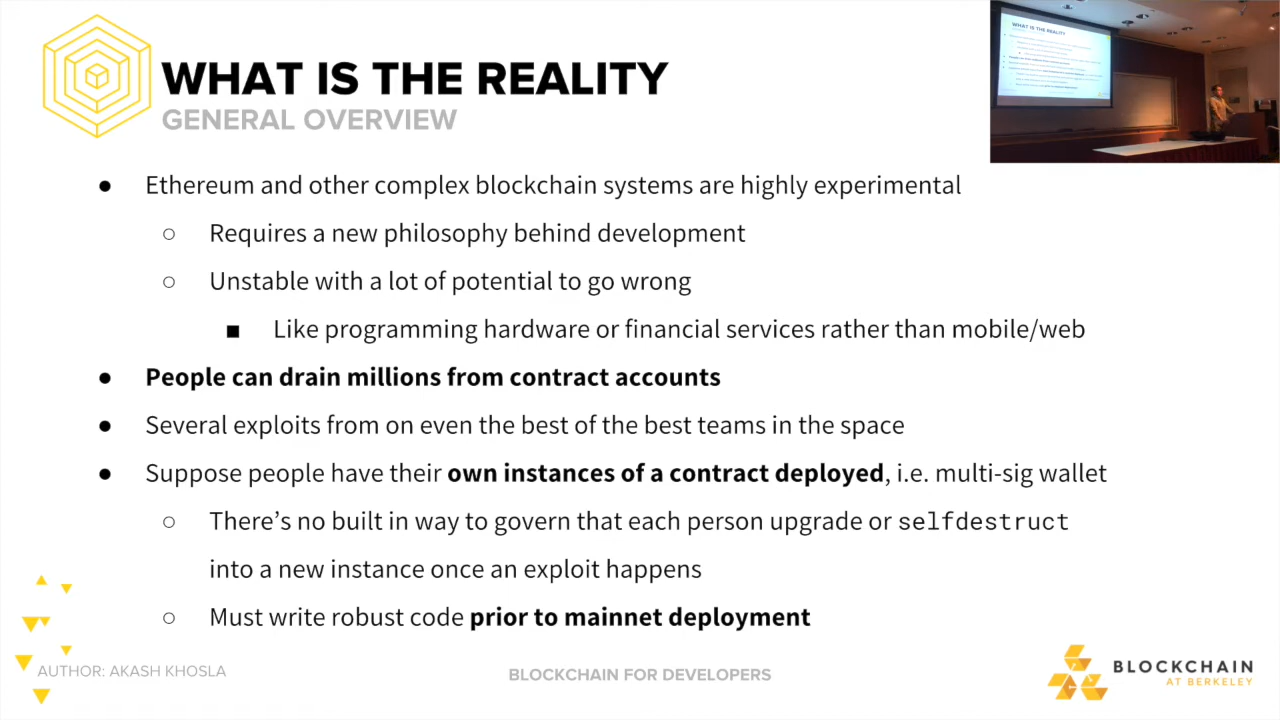 WHAT IS THE REALITY
GENERAL OVERVIEW
WHAT IS THE REALITY
● Ethereum and other complex blockchain systems are highly experimental
○ Requires a new philosophy behind development
○ Unstable with a lot of potential to go wrong
■ Like programming hardware or financial services rather than mobile/web
● People can drain millions from contract accounts
● Several exploits from on even the best of the best teams in the space
● Suppose people have their own instances of a contract deployed, i.e. multi-sig wallet
○ There’s no built in way to govern that each person upgrade or selfdestruct
into a new instance once an exploit happens
○ Must write robust code prior to mainnet deployment
AUTHOR: AKASH KHOSLA
BLOCKCHAIN FOR DEVELOPERS
BLOCKCHAIN
AT BERKELEY